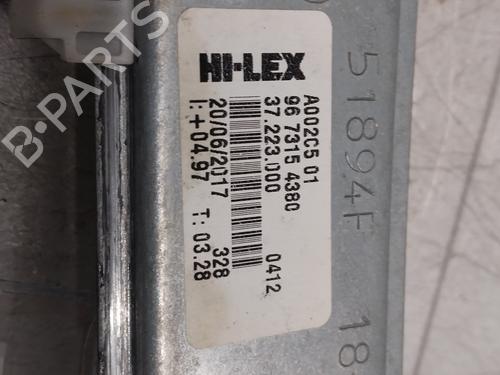 HI-LEX
A002C5 01
96 7315 4380
37.223.000
0412
20/06/2017
328
I:+04.97 T: 03.28
51894F
18
B-PARTS